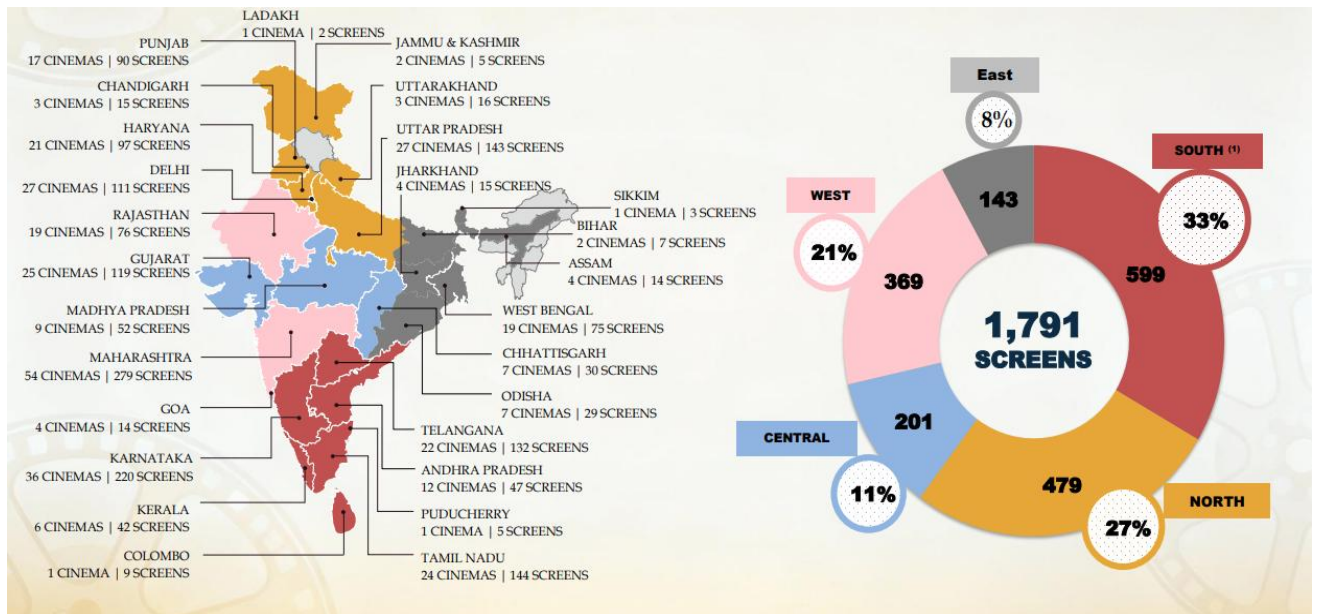 LADAKH
1 CINEMA | 2 SCREENS
PUNJAB
17 CINEMAS | 90 SCREENS
CHANDIGARH
3 CINEMAS | 15 SCREENS
HARYANA
21 CINEMAS | 97 SCREENS
DELHI
27 CINEMAS | 111 SCREENS
RAJASTHAN
19 CINEMAS | 76 SCREENS
GUJARAT
25 CINEMAS | 119 SCREENS
MADHYA PRADESH
9 CINEMAS | 52 SCREENS
MAHARASHTRA
54 CINEMAS | 279 SCREENS
GOA
4 CINEMAS | 14 SCREENS
KARNATAKA
36 CINEMAS | 220 SCREENS
KERALA
6 CINEMAS | 42 SCREENS
COLOMBO
1 CINEMA | 9 SCREENS
JAMMU & KASHMIR
2 CINEMAS | 5 SCREENS
UTTARAKHAND
3 CINEMAS | 16 SCREENS
UTTAR PRADESH
27 CINEMAS | 143 SCREENS
JHARKHAND
4 CINEMAS | 15 SCREENS
SIKKIM
1 CINEMA | 3 SCREENS
BIHAR
2 CINEMAS | 7 SCREENS
ASSAM
4 CINEMAS | 14 SCREENS
WEST BENGAL
19 CINEMAS | 75 SCREENS
CHHATTISGARH
7 CINEMAS | 30 SCREENS
ODISHA
7 CINEMAS | 29 SCREENS
TELANGANA
22 CINEMAS | 132 SCREENS
ANDHRA PRADESH
12 CINEMAS | 47 SCREENS
PUDUCHERRY
1 CINEMA | 5 SCREENS
TAMIL NADU
24 CINEMAS | 144 SCREENS
East
8%
143
SOUTH (1)
33%
599
WEST
21%
369
1,791
SCREENS
CENTRAL
11%
201
479
NORTH
27%